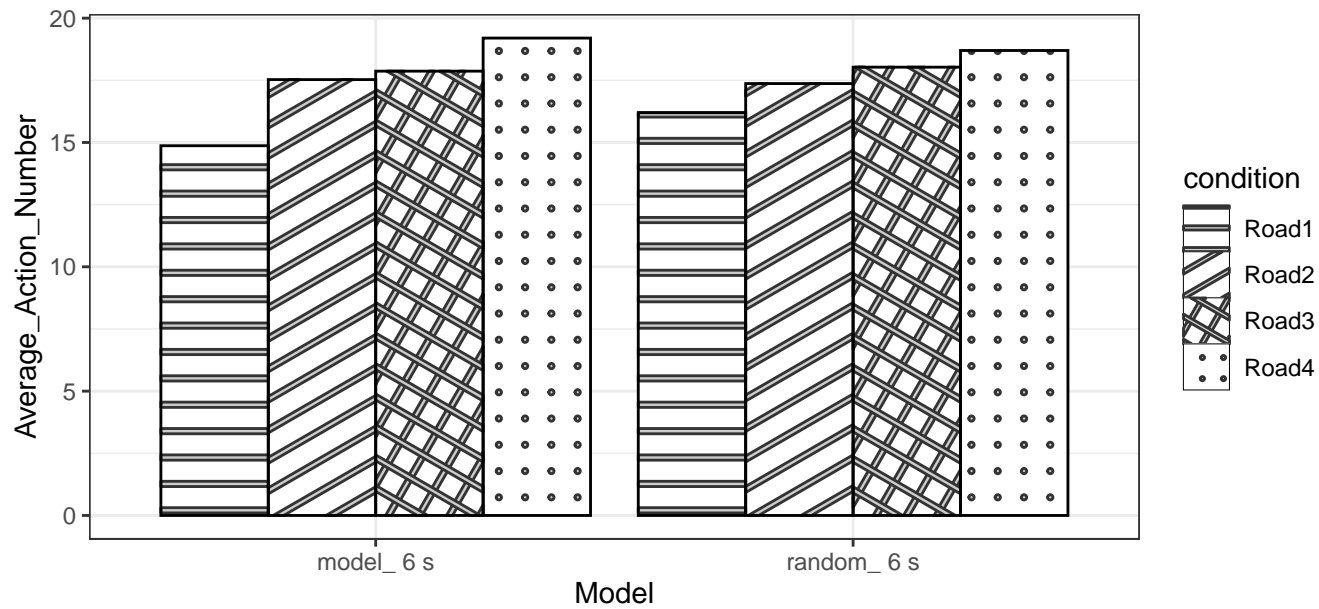 20
15
10
5
0
Average_Action_Number
model_ 6 s
random_ 6 s
Model
condition
Road1
Road2
Road3
Road4